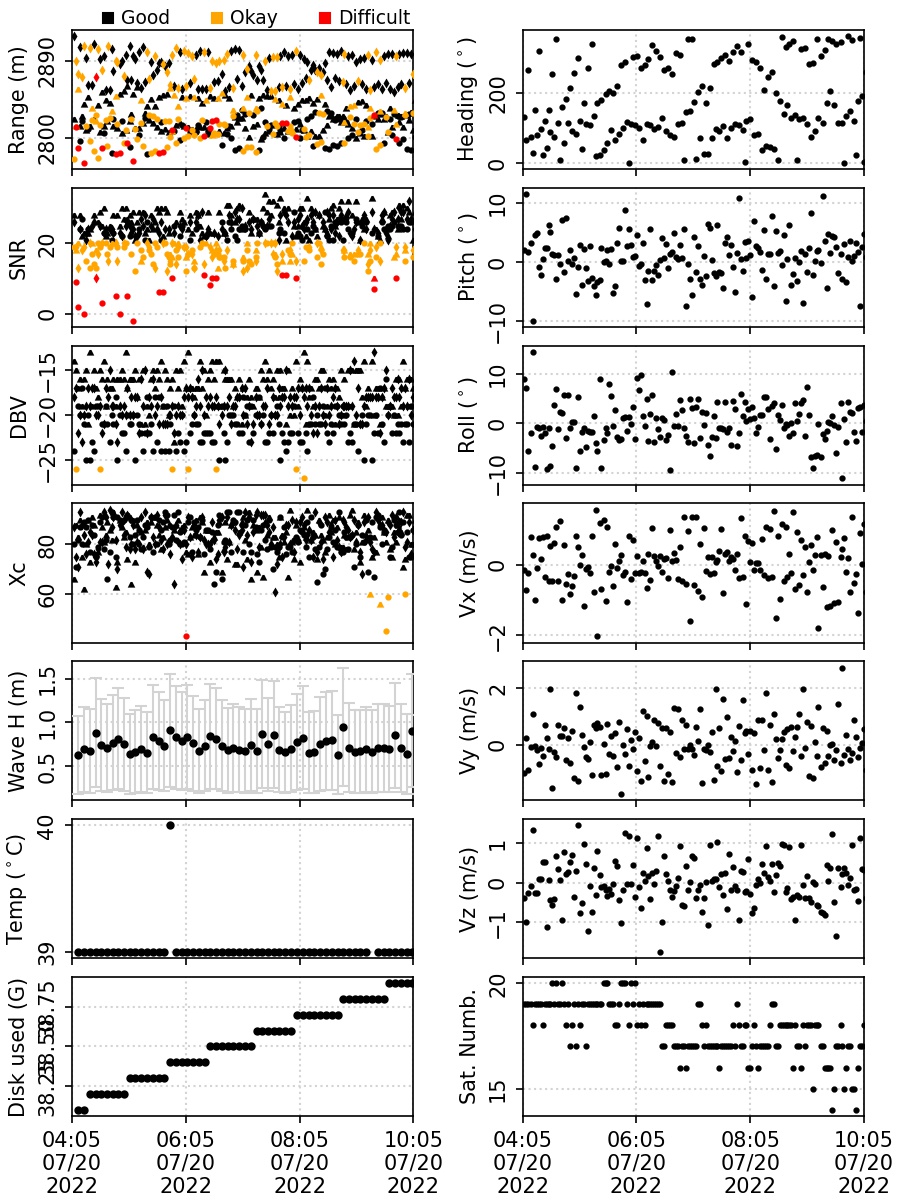 Good Okay Difficult
Range (m)
2890
2800
Heading (°)
200
0
SNR
20
0
Pitch (°)
10
0
−10
DBV
−15
−20
−25
Roll (°)
10
0
−10
Xc
80
60
Vx (m/s)
0
−2
Wave H (m)
1.5
1.0
0.5
Vy (m/s)
2
0
Temp (°C)
40
39
Vz (m/s)
1
0
−1
Disk used (G)
38.75
38.50
38.25
Sat. Numb.
20
15
04:05 06:05 08:05 10:05 04:05 06:05 08:05 10:05
07/20 07/20 07/20 07/20 07/20 07/20 07/20 07/20
2022 2022 2022 2022 2022 2022 2022 2022